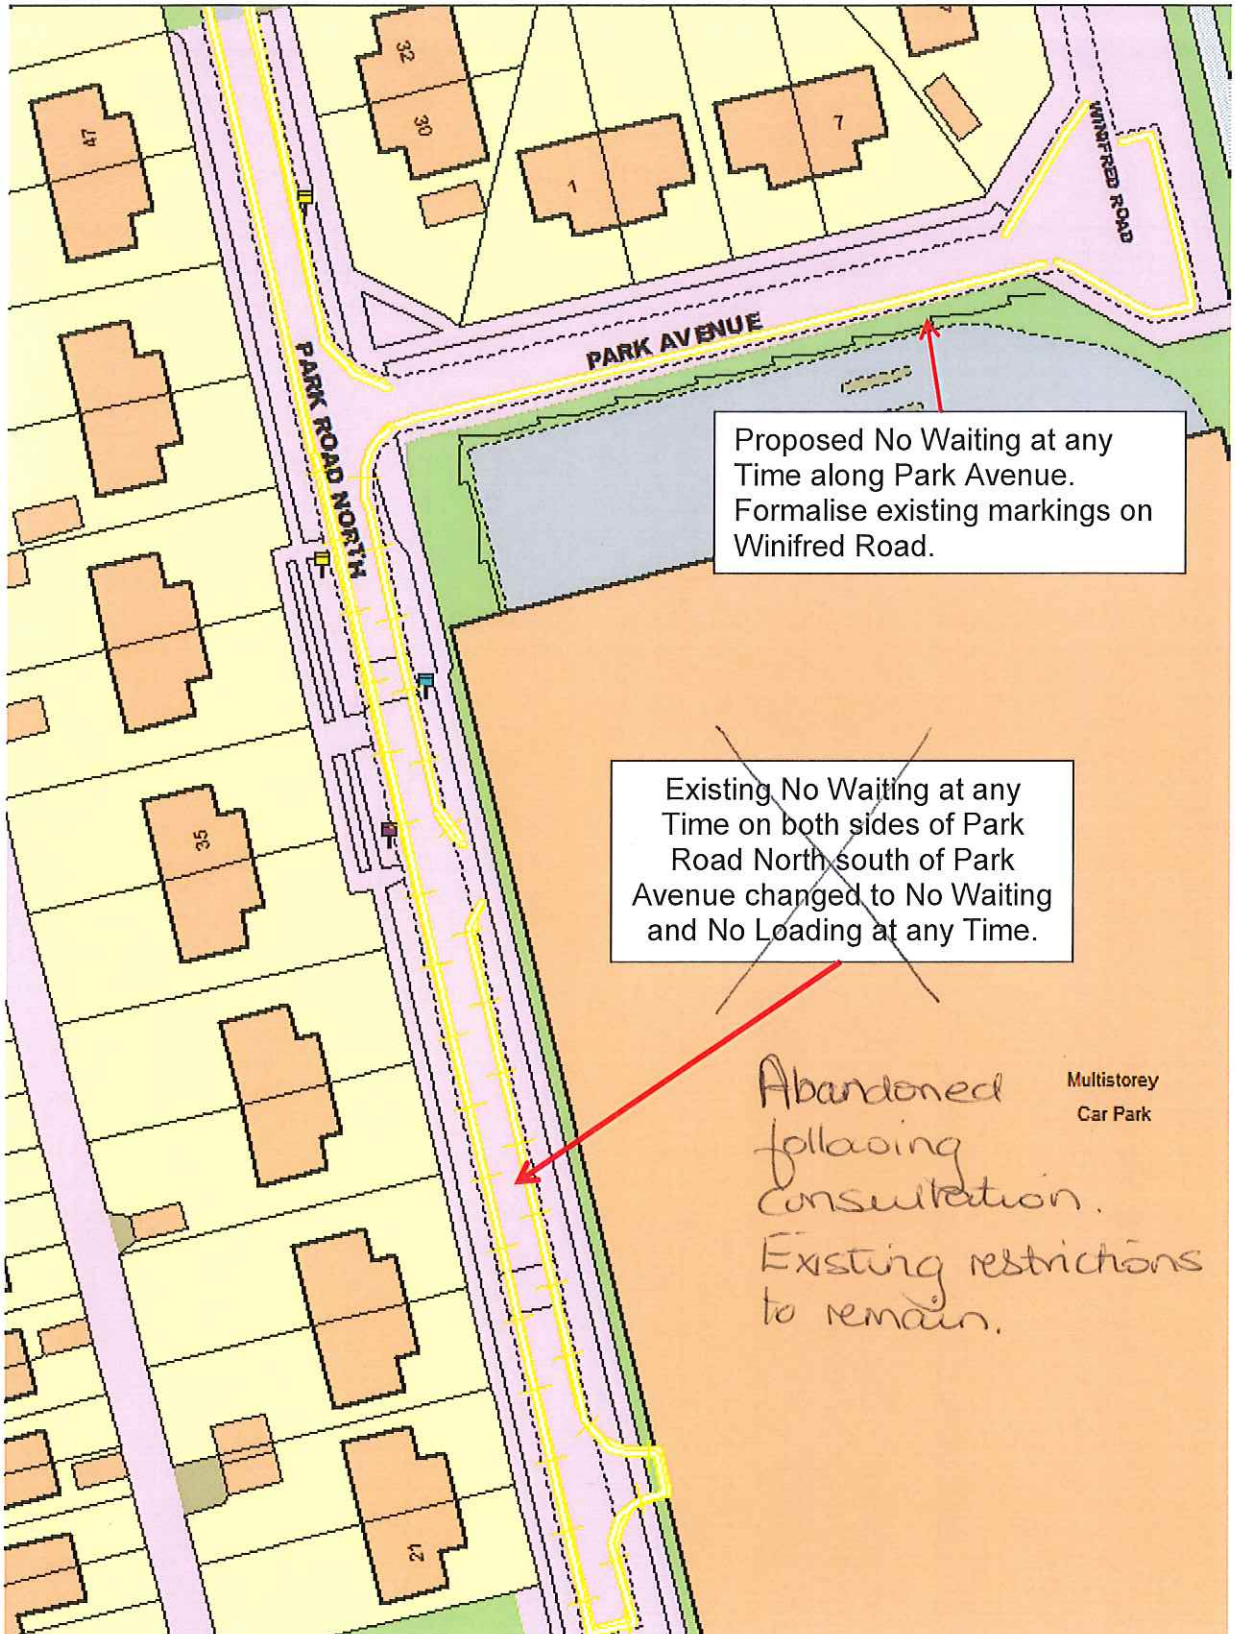 32
30
47
1
7
WINIFRED ROAD
PARK AVENUE
PARK ROAD NORTH
Proposed No Waiting at any
Time along Park Avenue.
Formalise existing markings on
Winifred Road.
Existing No Waiting at any
Time on both sides of Park
Road North south of Park
Avenue changed to No Waiting
and No Loading at any Time.
35
Multistorey
Car Park
Abandoned
following
consultation.
Existing restrictions
to remain.
21